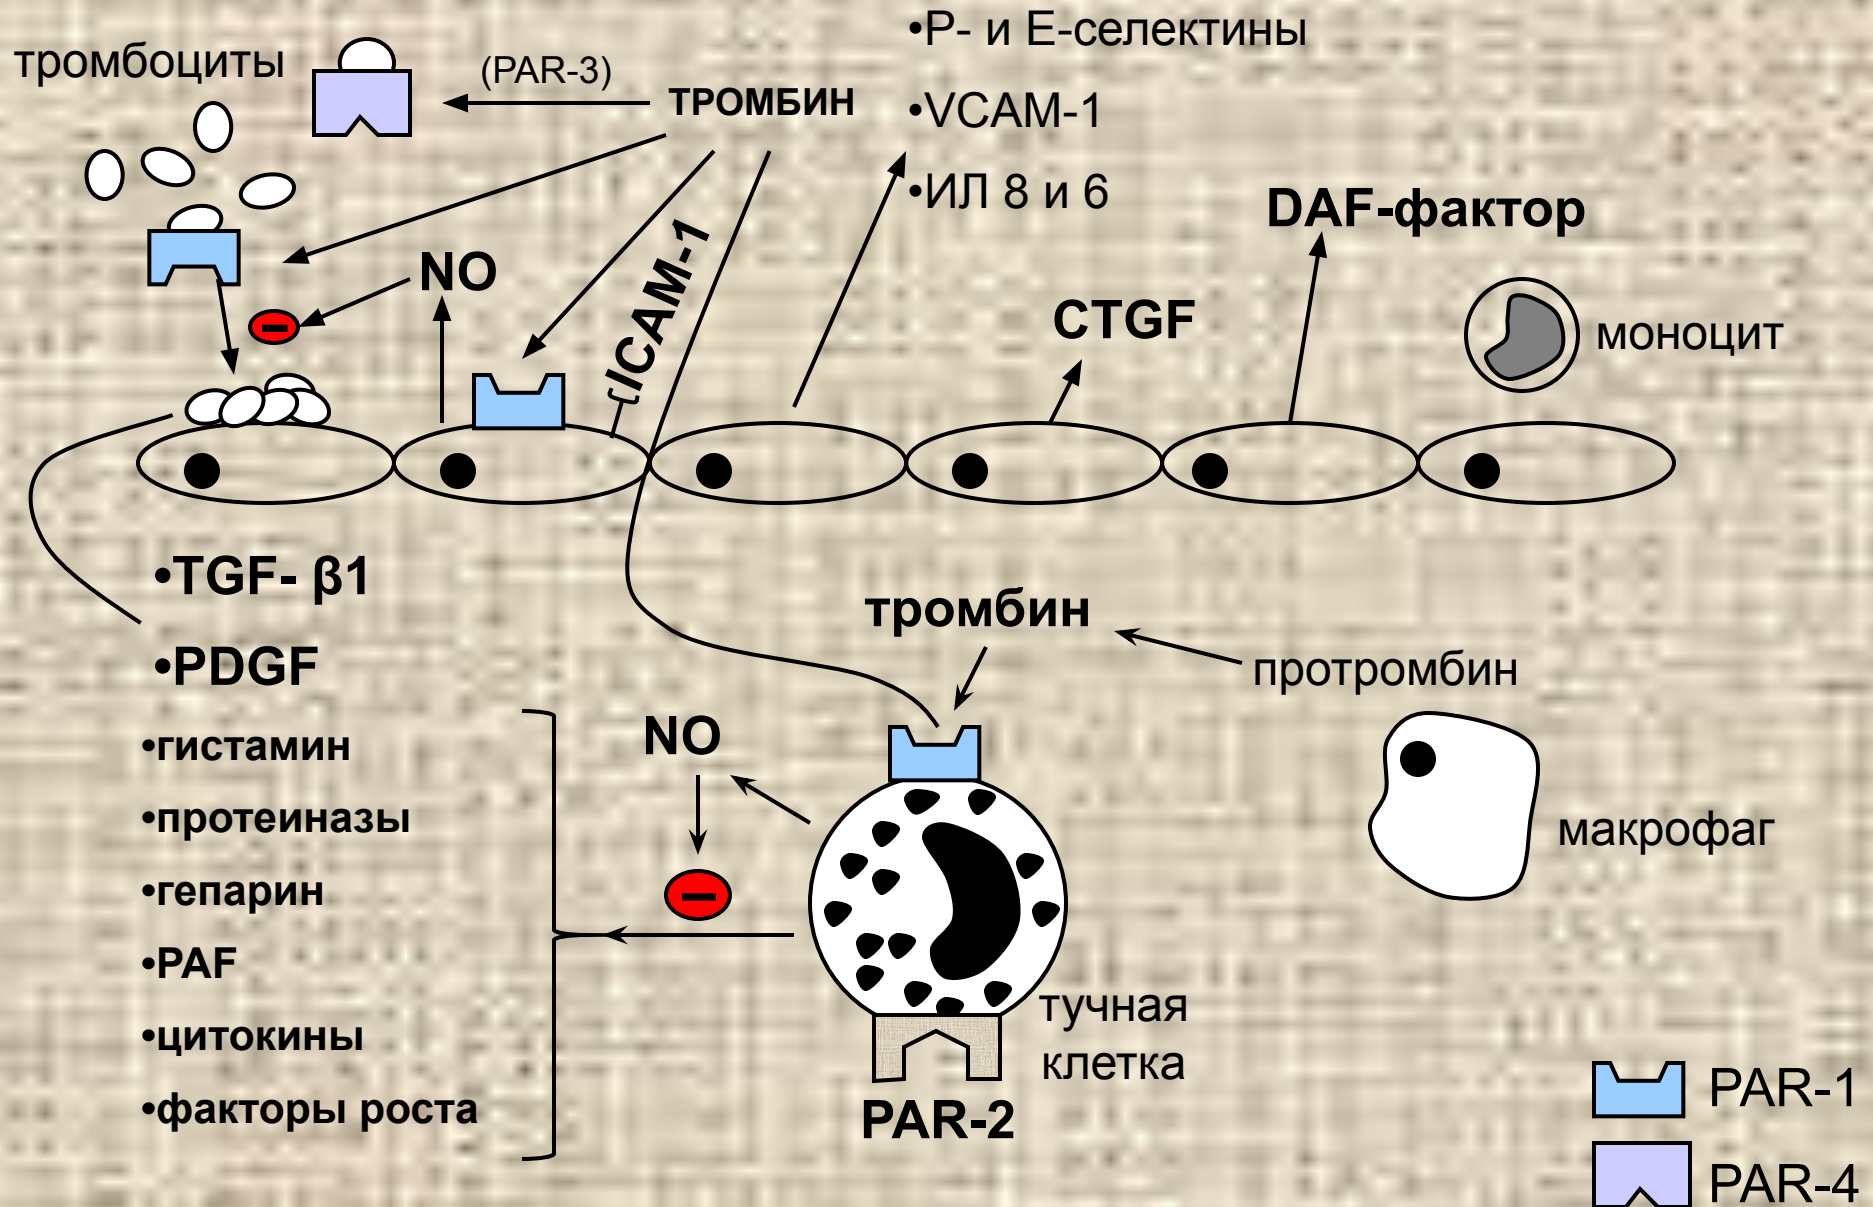 тромбоциты
(PAR-3)
ТРОМБИН
•P- и E-селектины
•VCAM-1
•ИЛ 8 и 6
DAF-фактор
NO
ICAM-1
CTGF
моноцит
•TGF- β1
•PDGF
•гистамин
•протеиназы
•гепарин
•PAF
•цитокины
•факторы роста
тромбин
протромбин
NO
макрофаг
тучная
клетка
PAR-2
PAR-1
PAR-4